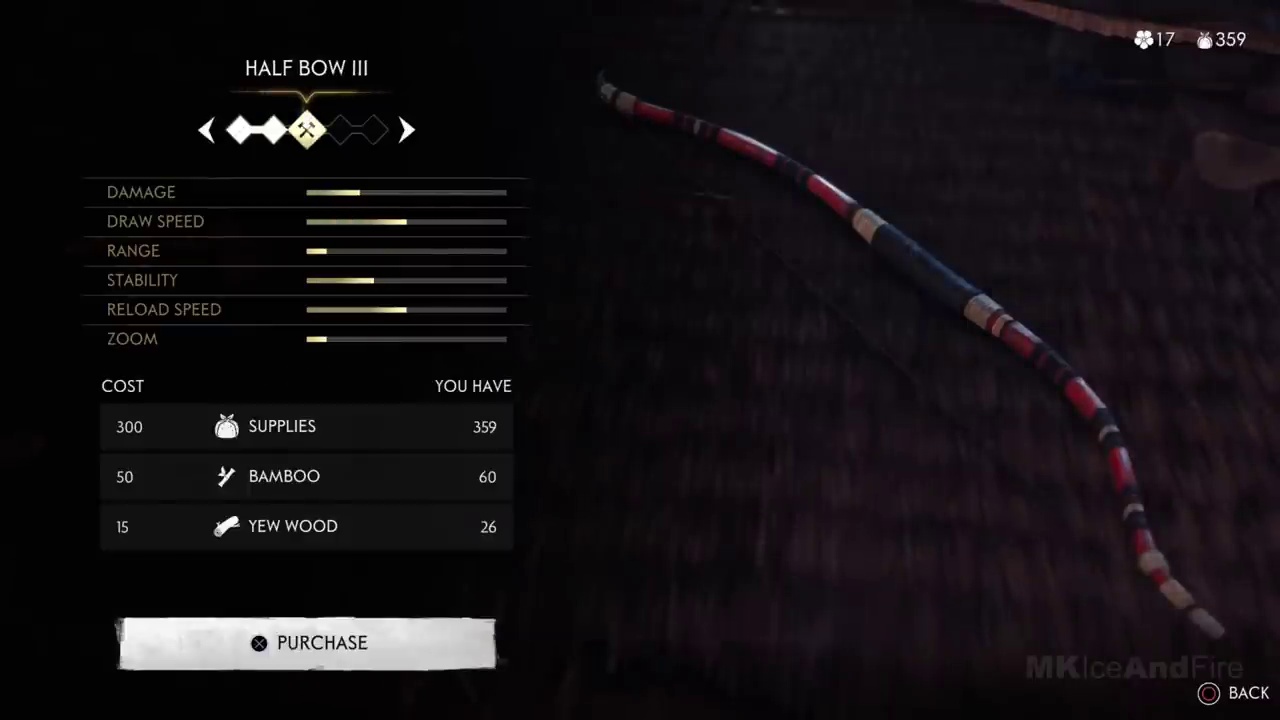 17 359
HALF BOW III
DAMAGE
DRAW SPEED
RANGE
STABILITY
RELOAD SPEED
ZOOM
COST YOU HAVE
300 SUPPLIES 359
50 BAMBOO 60
15 YEW WOOD 26
PURCHASE
MKIceAndFire
BACK